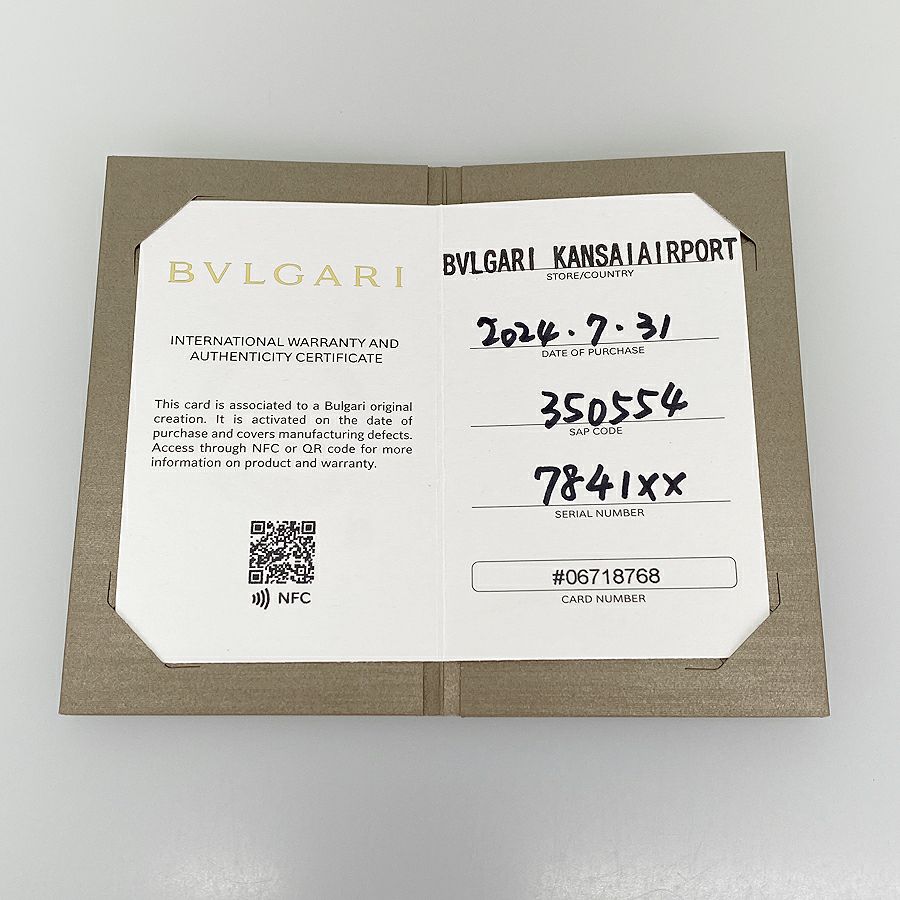 BVLGARI
INTERNATIONAL WARRANTY AND
AUTHENTICITY CERTIFICATE
This card is associated to a Bulgari original
creation. It is activated on the date of
purchase and covers manufacturing defects.
Access through NFC or QR code for more
information on product and warranty.
NFC
BVLGARI KANSAIAIRPORT
STORE/COUNTRY
2024.7.31
DATE OF PURCHASE
350554
SAP CODE
7841xx
SERIAL NUMBER
#06718768
CARD NUMBER